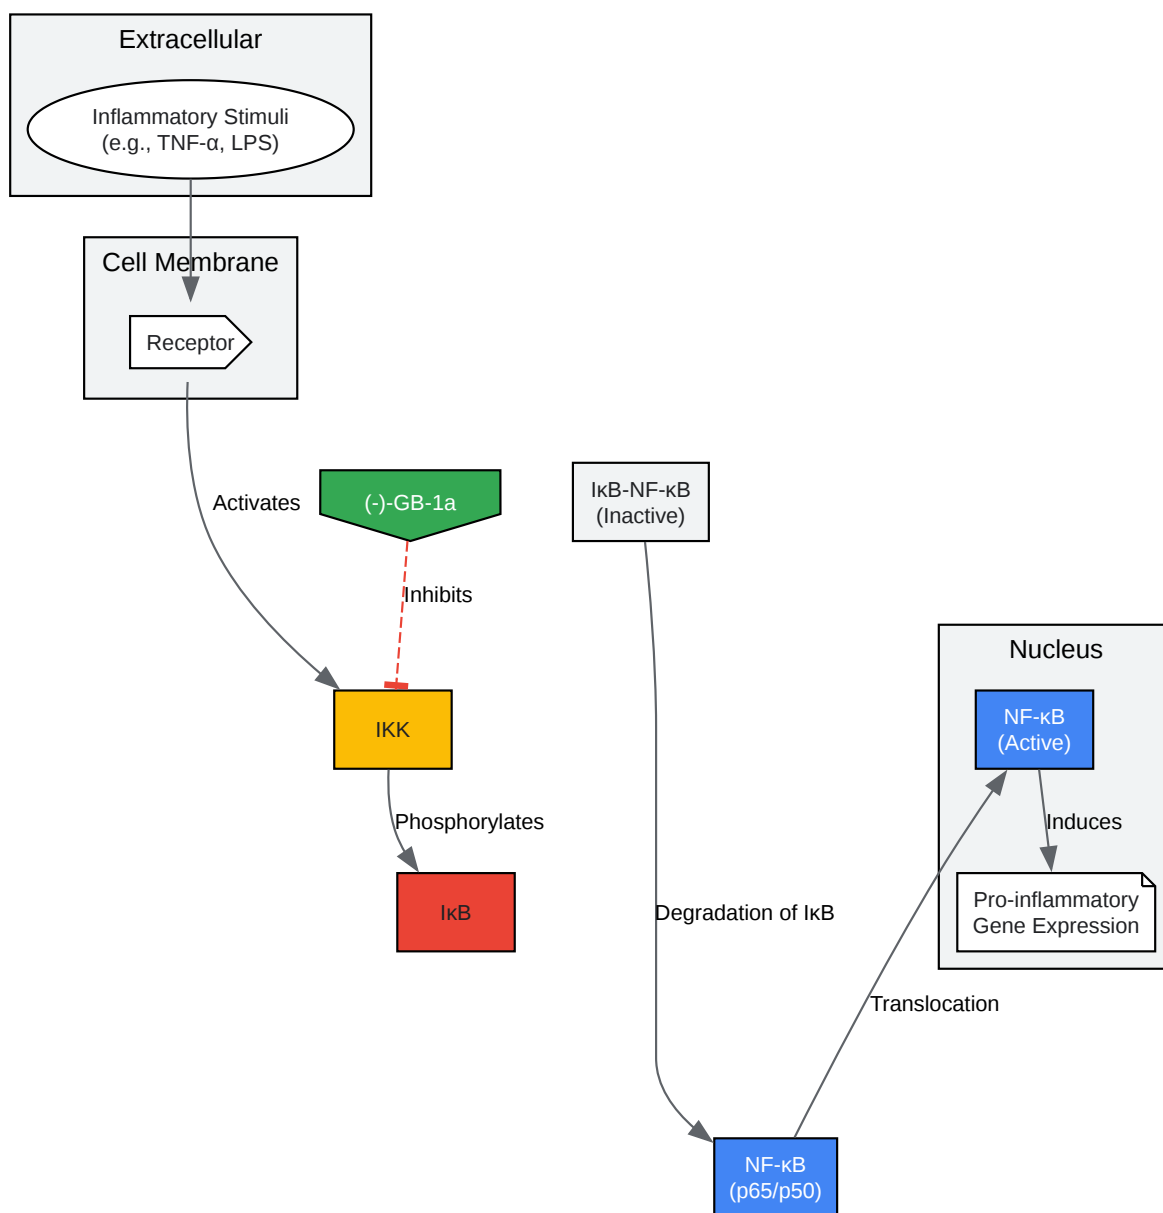 Extracellular
Inflammatory Stimuli
(e.g., TNF-α, LPS)
Cell Membrane
Receptor
Activates
(-)-GB-1a
Inhibits
IκB-NF-κB
(Inactive)
IKK
Phosphorylates
IκB
Degradation of IκB
Nucleus
NF-κB
(Active)
Induces
Pro-inflammatory
Gene Expression
Translocation
NF-κB
(p65/p50)